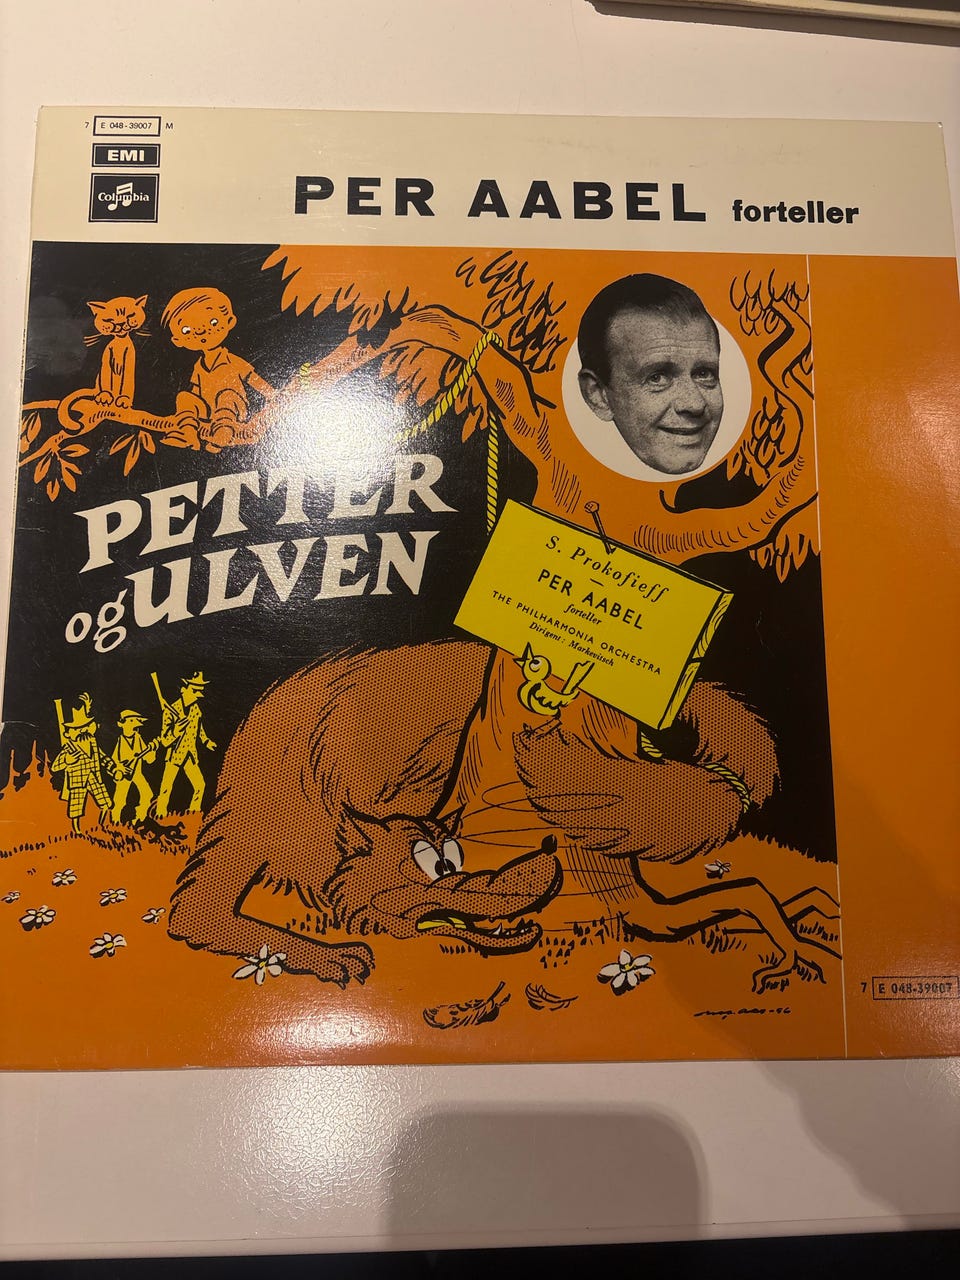 7 E 048-39007 M
EMI
Columbia
PER AABEL forteller
PETTER
og ULVEN
S. Prokofieff
PER AABEL
forteller
THE PHILHARMONIA ORCHESTRA
Dirigent: Markevitsch
7 E 048-39007